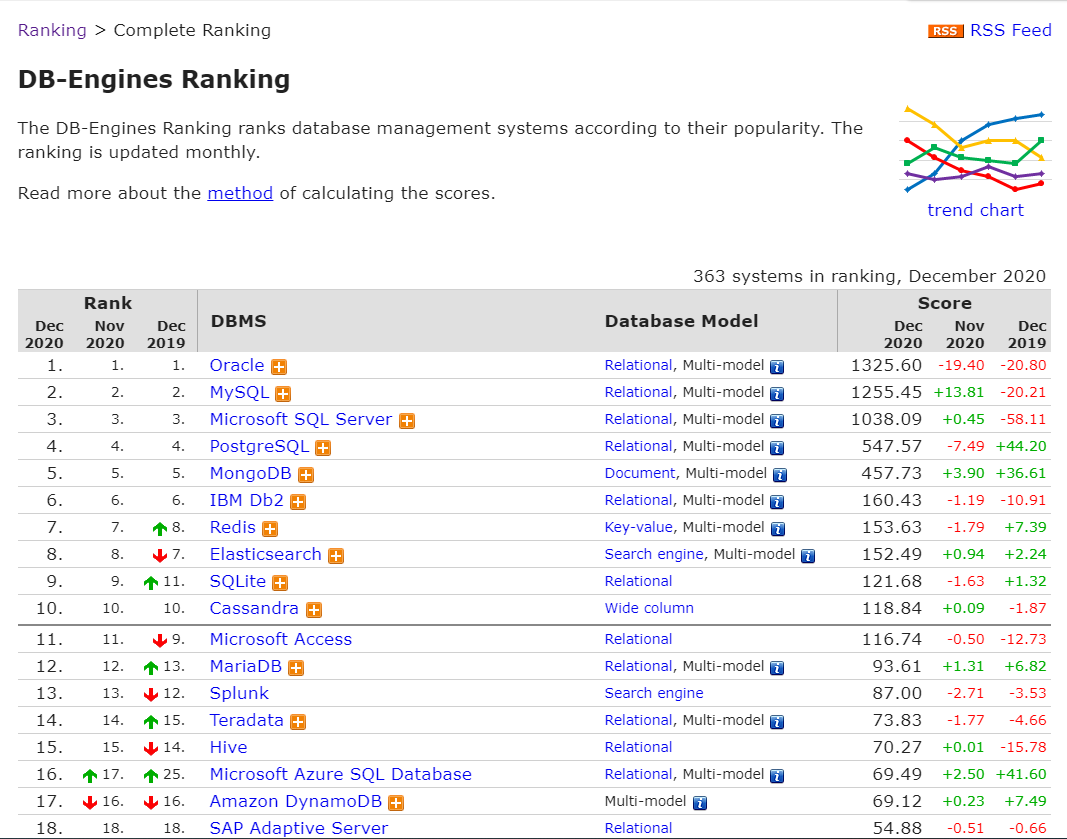 Ranking > Complete Ranking
RSS RSS Feed
DB-Engines Ranking
The DB-Engines Ranking ranks database management systems according to their popularity. The
ranking is updated monthly.
Read more about the method of calculating the scores.
trend chart
363 systems in ranking, December 2020
Rank DBMS Database Model Score
Dec Nov Dec Dec Nov Dec
2020 2020 2019 2020 2020 2019
1. 1. 1. Oracle Relational, Multi-model 1325.60 -19.40 -20.80
2. 2. 2. MySQL Relational, Multi-model 1255.45 +13.81 -20.21
3. 3. 3. Microsoft SQL Server Relational, Multi-model 1038.09 +0.45 -58.11
4. 4. 4. PostgreSQL Relational, Multi-model 547.57 -7.49 +44.20
5. 5. 5. MongoDB Document, Multi-model 457.73 +3.90 +36.61
6. 6. 6. IBM Db2 Relational, Multi-model 160.43 -1.19 -10.91
7. 7. 8. Redis Key-value, Multi-model 153.63 -1.79 +7.39
8. 8. 7. Elasticsearch Search engine, Multi-model 152.49 +0.94 +2.24
9. 9. 11. SQLite Relational 121.68 -1.63 +1.32
10. 10. 10. Cassandra Wide column 118.84 +0.09 -1.87
11. 11. 9. Microsoft Access Relational 116.74 -0.50 -12.73
12. 12. 13. MariaDB Relational, Multi-model 93.61 +1.31 +6.82
13. 13. 12. Splunk Search engine 87.00 -2.71 -3.53
14. 14. 15. Teradata Relational, Multi-model 73.83 -1.77 -4.66
15. 15. 14. Hive Relational 70.27 +0.01 -15.78
16. 17. 25. Microsoft Azure SQL Database Relational, Multi-model 69.49 +2.50 +41.60
17. 16. 16. Amazon DynamoDB Multi-model 69.12 +0.23 +7.49
18. 18. 18. SAP Adaptive Server Relational 54.88 -0.51 -0.66